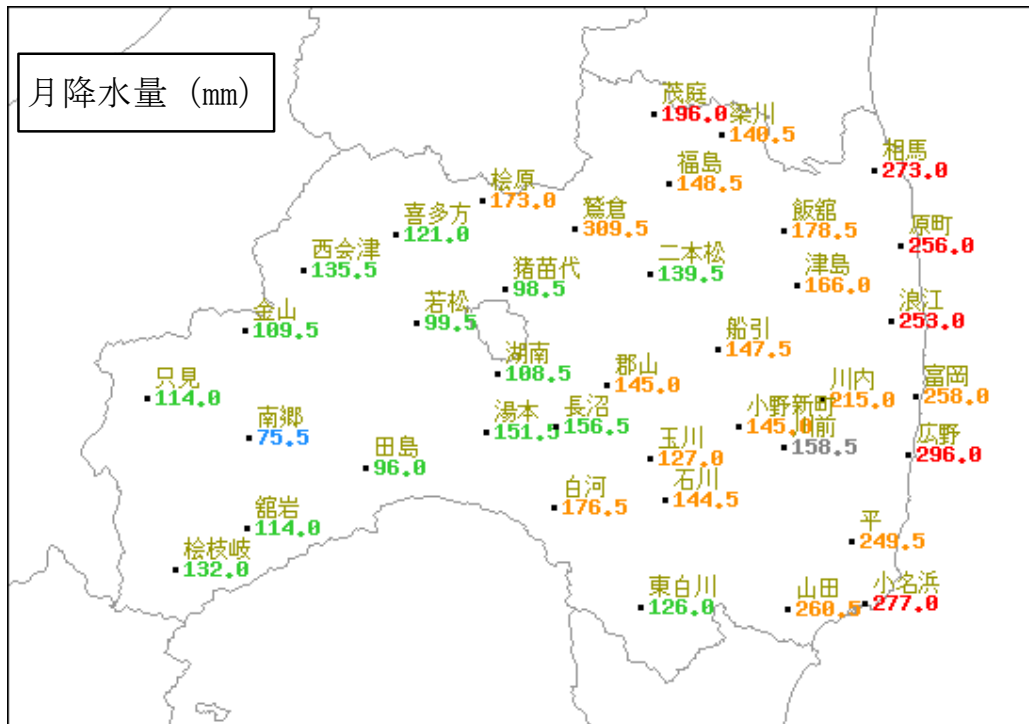 月降水量 (mm)
茂庭
196.0
梁川
140.5
相馬
273.0
福島
148.5
桧原
173.0
鷲倉
309.5
飯舘
178.5
喜多方
121.0
原町
256.0
西会津
135.5
猪苗代
98.5
二本松
139.5
津島
166.0
金山
109.5
若松
99.5
浪江
253.0
船引
147.5
湖南
108.5
郡山
145.0
只見
114.0
川内
215.0
富岡
258.0
南郷
75.5
湯本
151.5
長沼
156.5
小野新町
145.0
川前
158.5
広野
296.0
田島
96.0
玉川
127.0
白河
176.5
石川
144.5
舘岩
114.0
平
249.5
桧枝岐
132.0
東白川
126.0
山田
260.5
小名浜
277.0